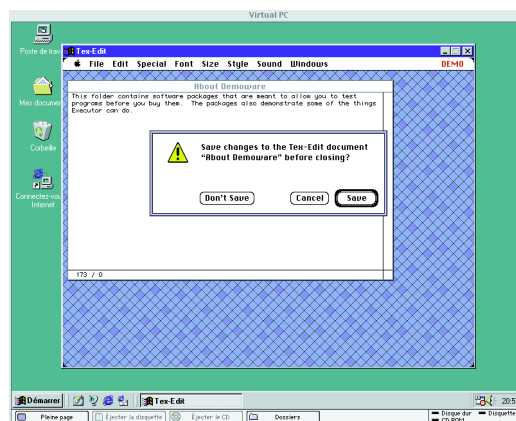 Virtual PC
Poste de trav
Tex-Edit
File Edit Special Font Size Style Sound Windows DEMO
About Demoware
This folder contains software packages that are meant to allow you to test
programs before you buy them. The packages also demonstrate some of the things
Executor can do.
Mes documen
Corbeille
Connectez-vou
Internet
Save changes to the Tex-Edit document
“About Demoware” before closing?
Don't Save Cancel Save
173 / 0
Démarrer Tex-Edit 20:5
Pleine page Éjecter la disquette Éjecter le CD Dossiers Disque dur Disquette
CD ROM